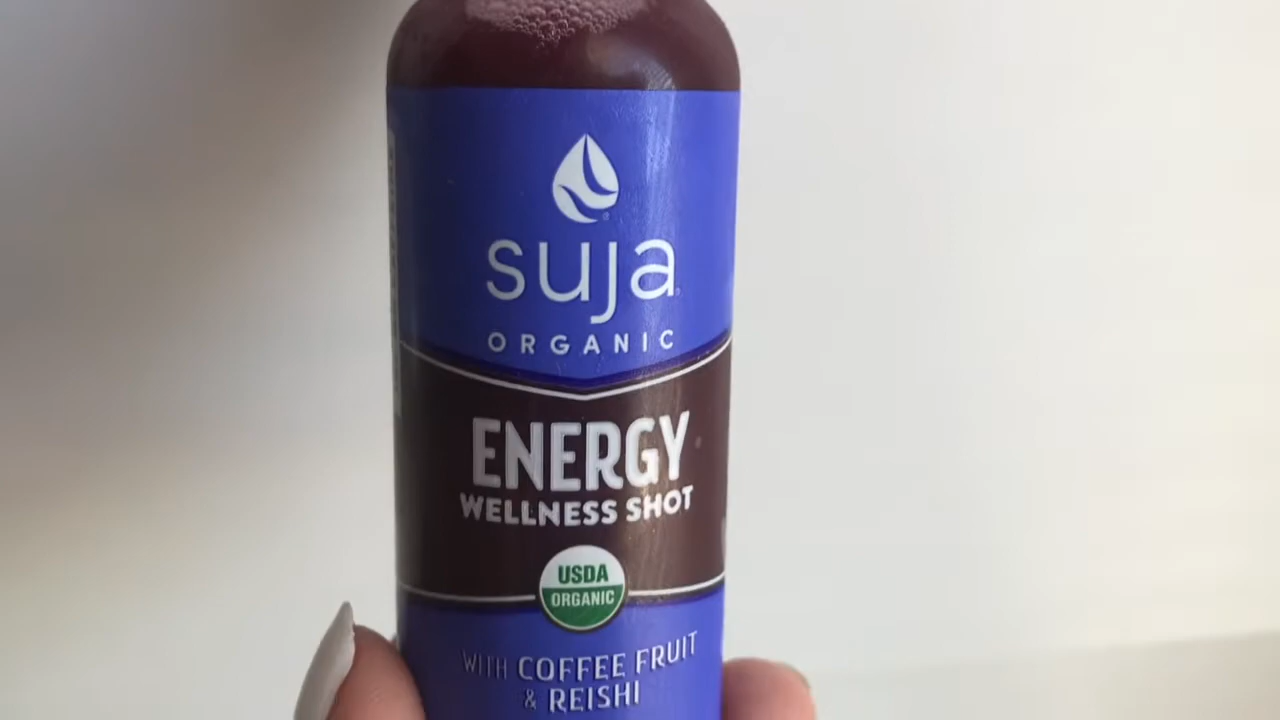 suja
ORGANIC
ENERGY
WELLNESS SHOT
USDA
ORGANIC
WITH COFFEE FRUIT
& REISHI